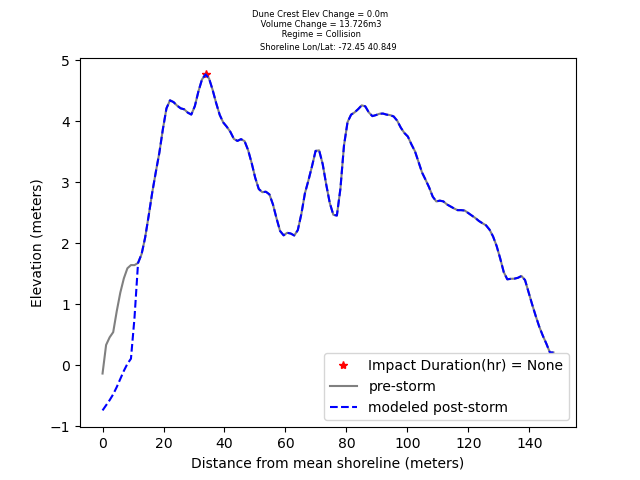 Dune Crest Elev Change = 0.0m
Volume Change = 13.726m3
Regime = Collision
Shoreline Lon/Lat: -72.45 40.849
5
4
3
2
1
0
−1
Elevation (meters)
Impact Duration(hr) = None
pre-storm
modeled post-storm
0 20 40 60 80 100 120 140
Distance from mean shoreline (meters)